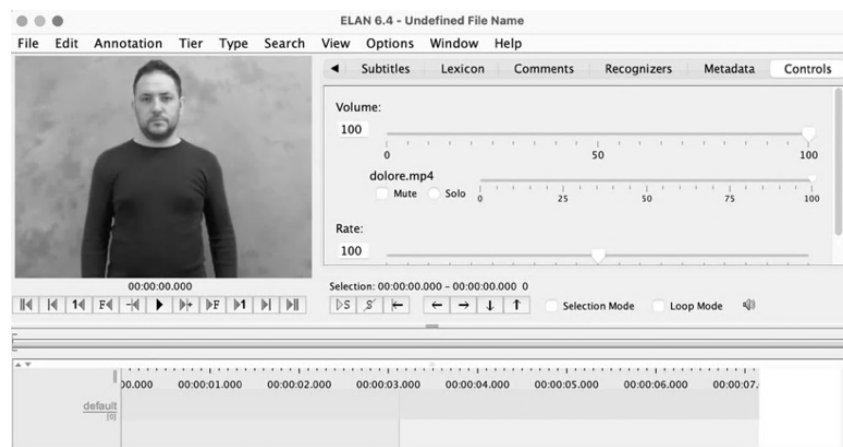 ELAN 6.4 - Undefined File Name
File Edit Annotation Tier Type Search View Options Window Help
Subtitles Lexicon Comments Recognizers Metadata Controls
Volume:
100
0 50 100
dolore.mp4
Mute Solo
0 25 50 75 100
Rate:
100
00:00:00.000
Selection: 00:00:00.000 - 00:00:00.000 0
1 F F 1
S S Selection Mode Loop Mode
00.000 00:00:01.000 00:00:02.000 00:00:03.000 00:00:04.000 00:00:05.000 00:00:06.000 00:00:07.
default
[0]